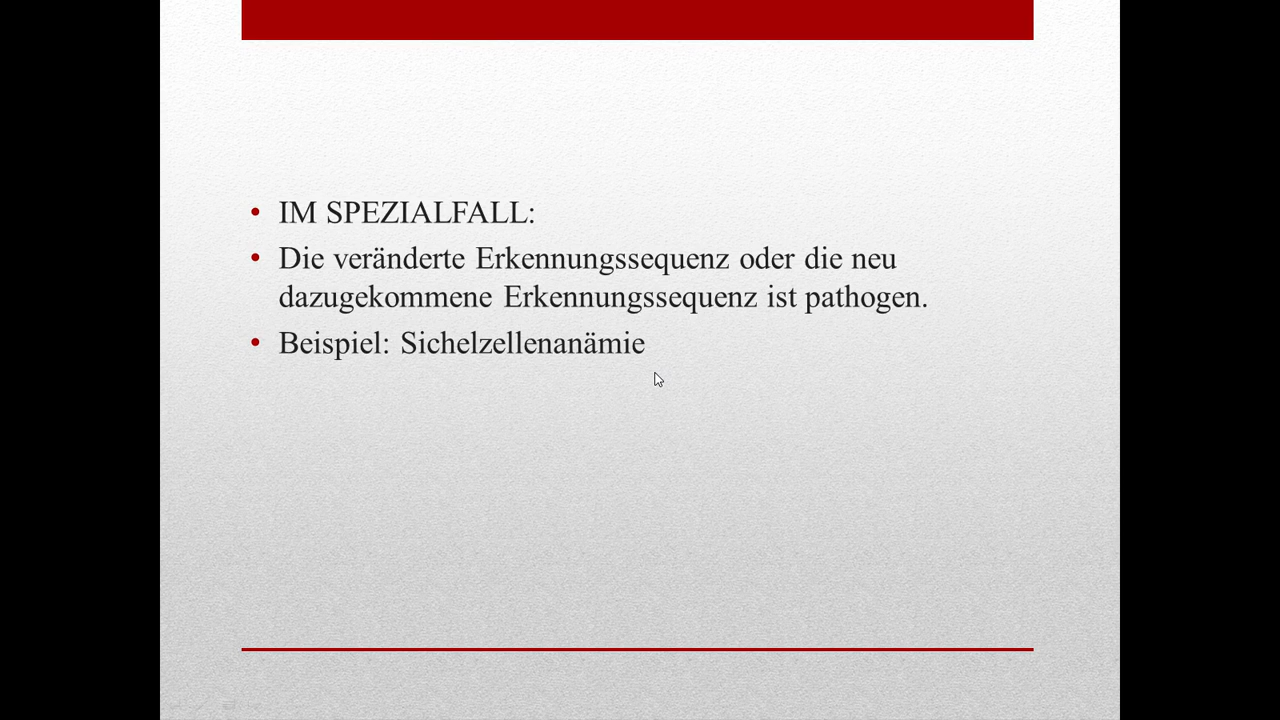 • IM SPEZIALFALL:
• Die veränderte Erkennungssequenz oder die neu
dazugekommene Erkennungssequenz ist pathogen.
• Beispiel: Sichelzellenanämie